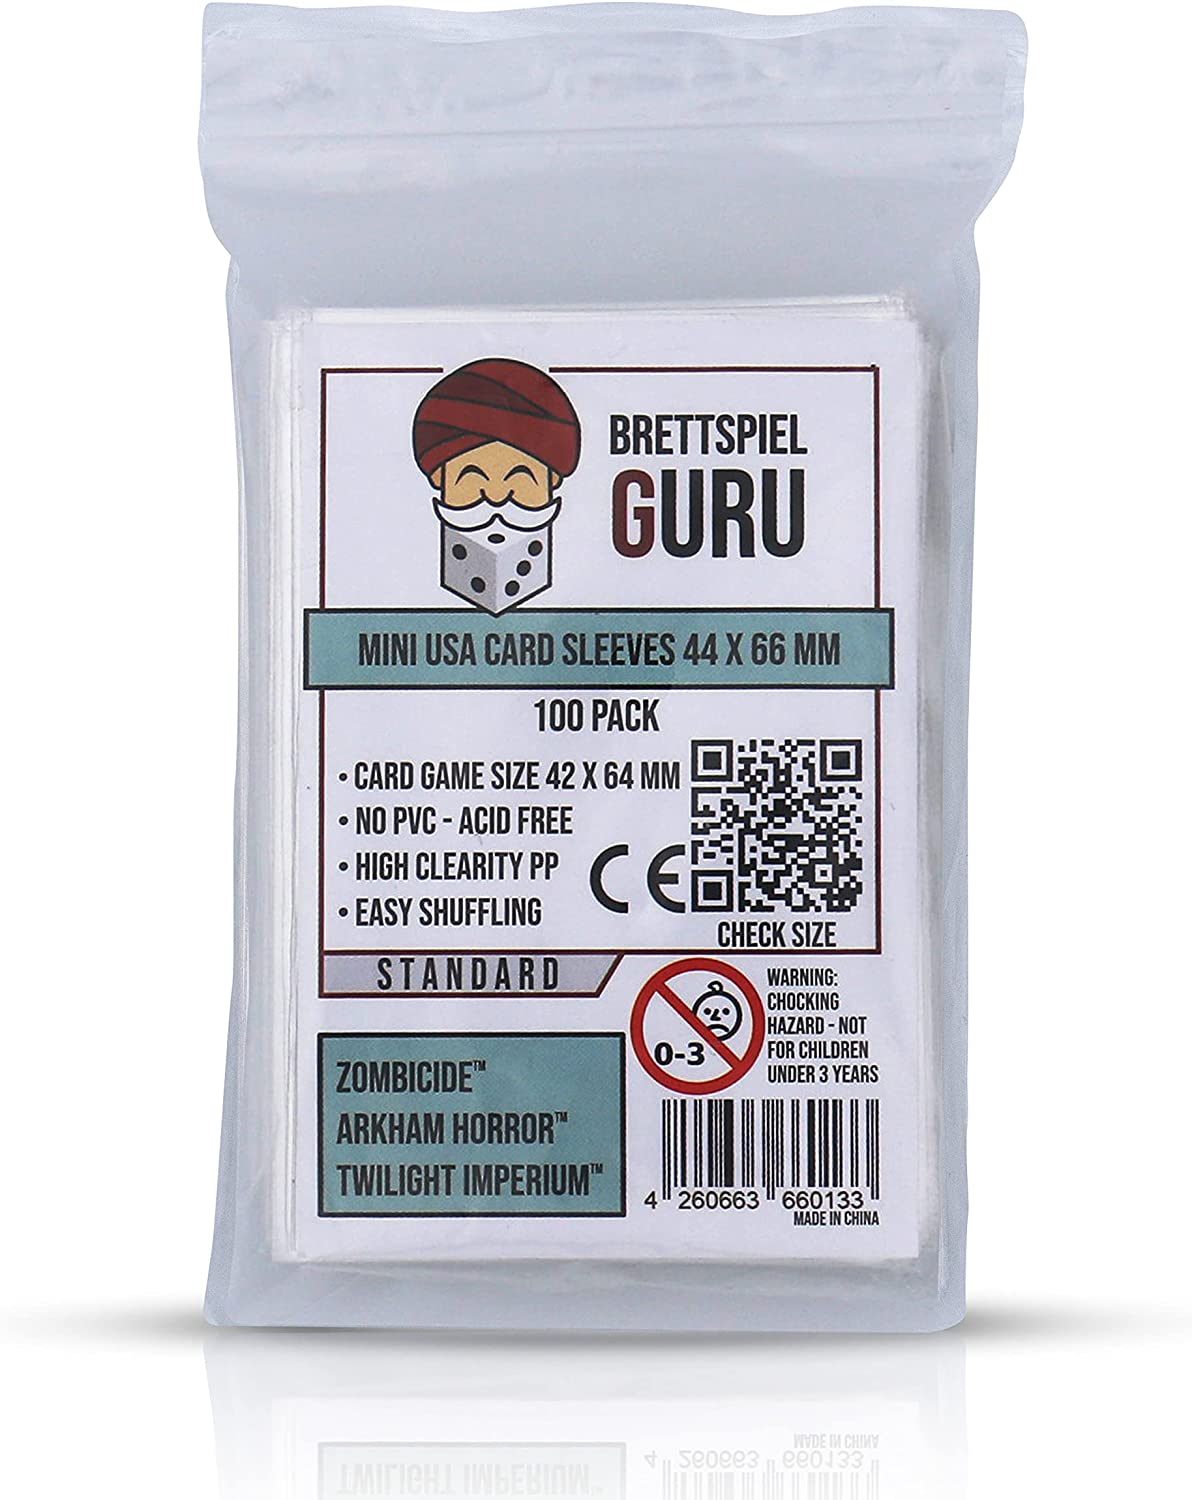 BRETTSPIEL
GURU
MINI USA CARD SLEEVES 44 X 66 MM
100 PACK
• CARD GAME SIZE 42 X 64 MM
• NO PVC - ACID FREE
• HIGH CLEARITY PP
• EASY SHUFFLING
CE
CHECK SIZE
STANDARD
0-3
WARNING:
CHOCKING
HAZARD - NOT
FOR CHILDREN
UNDER 3 YEARS
ZOMBICIDE™
ARKHAM HORROR™
TWILIGHT IMPERIUM™
4 260663 660133
MADE IN CHINA